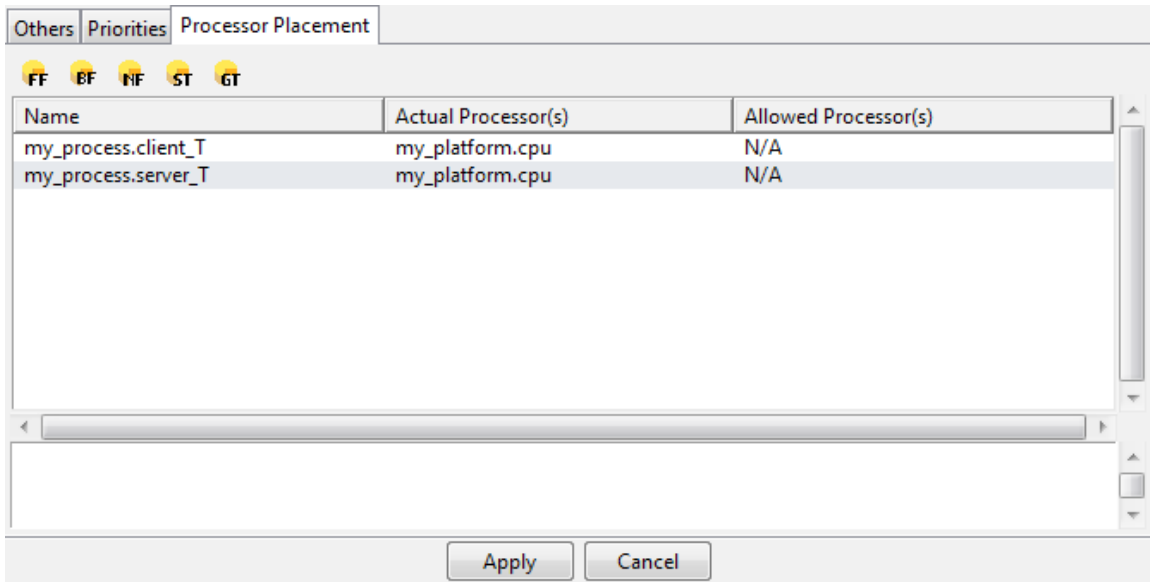 Others Priorities Processor Placement
FF BF NF ST GT
Name Actual Processor(s) Allowed Processor(s)
my_process.client_T my_platform.cpu N/A
my_process.server_T my_platform.cpu N/A
Apply Cancel